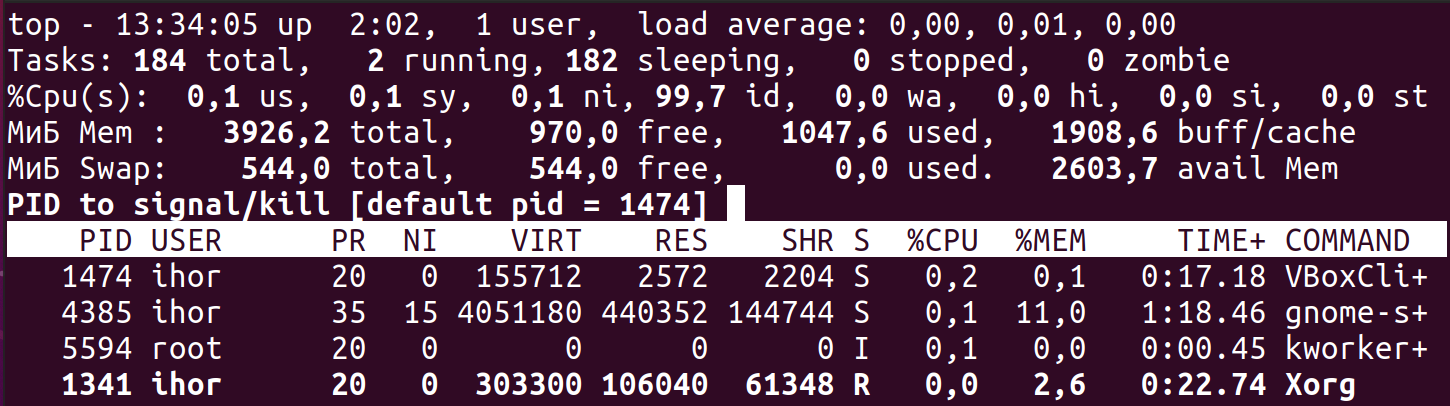 top - 13:34:05 up  2:02,  1 user,  load average: 0,00, 0,01, 0,00
Tasks: 184 total,   2 running, 182 sleeping,   0 stopped,   0 zombie
%Cpu(s):  0,1 us,  0,1 sy,  0,1 ni, 99,7 id,  0,0 wa,  0,0 hi,  0,0 si,  0,0 st
МиБ Mem :   3926,2 total,    970,0 free,   1047,6 used,   1908,6 buff/cache
МиБ Swap:    544,0 total,    544,0 free,      0,0 used.   2603,7 avail Mem
PID to signal/kill [default pid = 1474]
    PID USER      PR  NI    VIRT    RES    SHR S  %CPU  %MEM     TIME+ COMMAND
   1474 ihor      20   0  155712   2572   2204 S   0,2   0,1   0:17.18 VBoxCli+
   4385 ihor      35  15 4051180 440352 144744 S   0,1  11,0   1:18.46 gnome-s+
   5594 root      20   0       0      0      0 I   0,1   0,0   0:00.45 kworker+
   1341 ihor      20   0  303300 106040  61348 R   0,0   2,6   0:22.74 Xorg